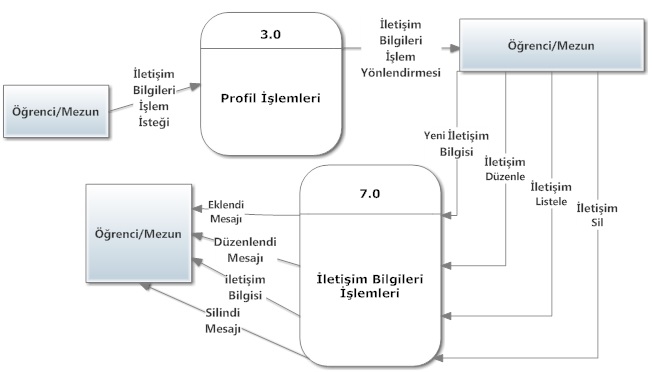 3.0
Profil İşlemleri
Öğrenci/Mezun
İletişim
Bilgileri
İşlem
İsteği
İletişim
Bilgileri
İşlem
Yönlendirmesi
Öğrenci/Mezun
Yeni İletişim
Bilgisi
İletişim
Düzenle
İletişim
Listele
İletişim
Sil
7.0
İletişim Bilgileri
İşlemleri
Öğrenci/Mezun
Eklendi
Mesajı
Düzenlendi
Mesajı
iletişim
Bilgisi
Silindi
Mesajı